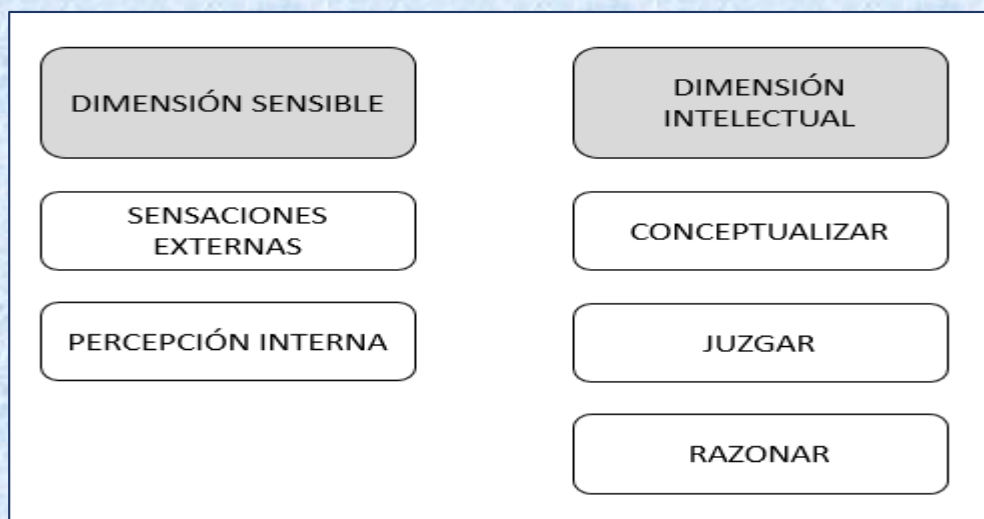 DIMENSIÓN SENSIBLE
SENSACIONES
EXTERNAS
PERCEPCIÓN INTERNA
DIMENSIÓN
INTELECTUAL
CONCEPTUALIZAR
JUZGAR
RAZONAR